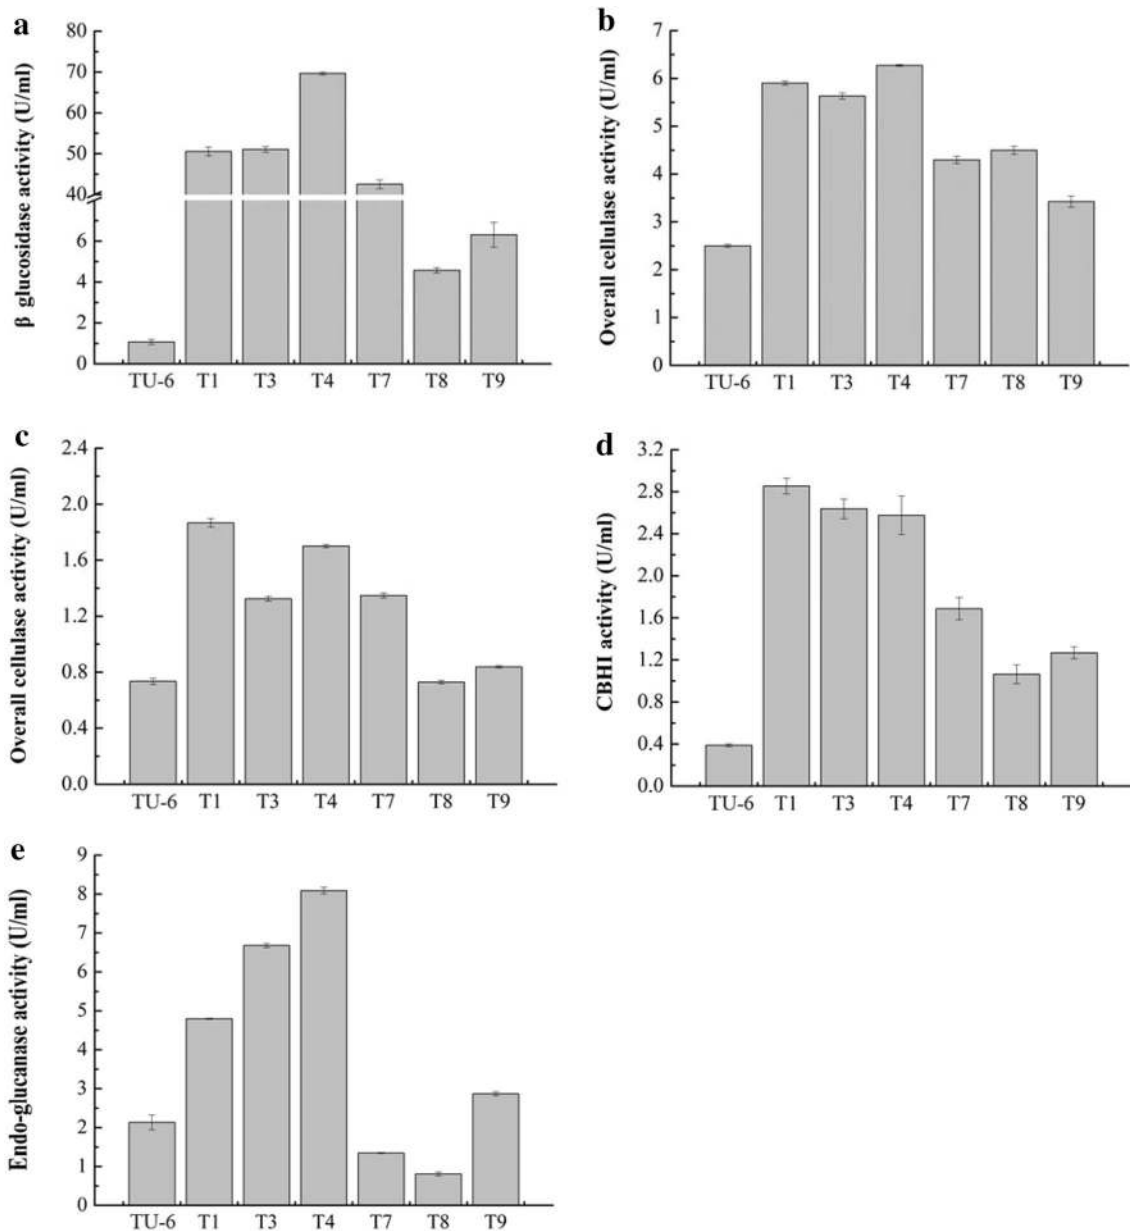 a
β glucosidase activity (U/ml)
80
70
60
50
40
6
4
2
0
TU-6 T1 T3 T4 T7 T8 T9
b
Overall cellulase activity (U/ml)
7
6
5
4
3
2
1
0
TU-6 T1 T3 T4 T7 T8 T9
c
Overall cellulase activity (U/ml)
2.4
2.0
1.6
1.2
0.8
0.4
0.0
TU-6 T1 T3 T4 T7 T8 T9
d
CBHI activity (U/ml)
3.2
2.8
2.4
2.0
1.6
1.2
0.8
0.4
0.0
TU-6 T1 T3 T4 T7 T8 T9
e
Endo-glucanase activity (U/ml)
9
8
7
6
5
4
3
2
1
0
TU-6 T1 T3 T4 T7 T8 T9